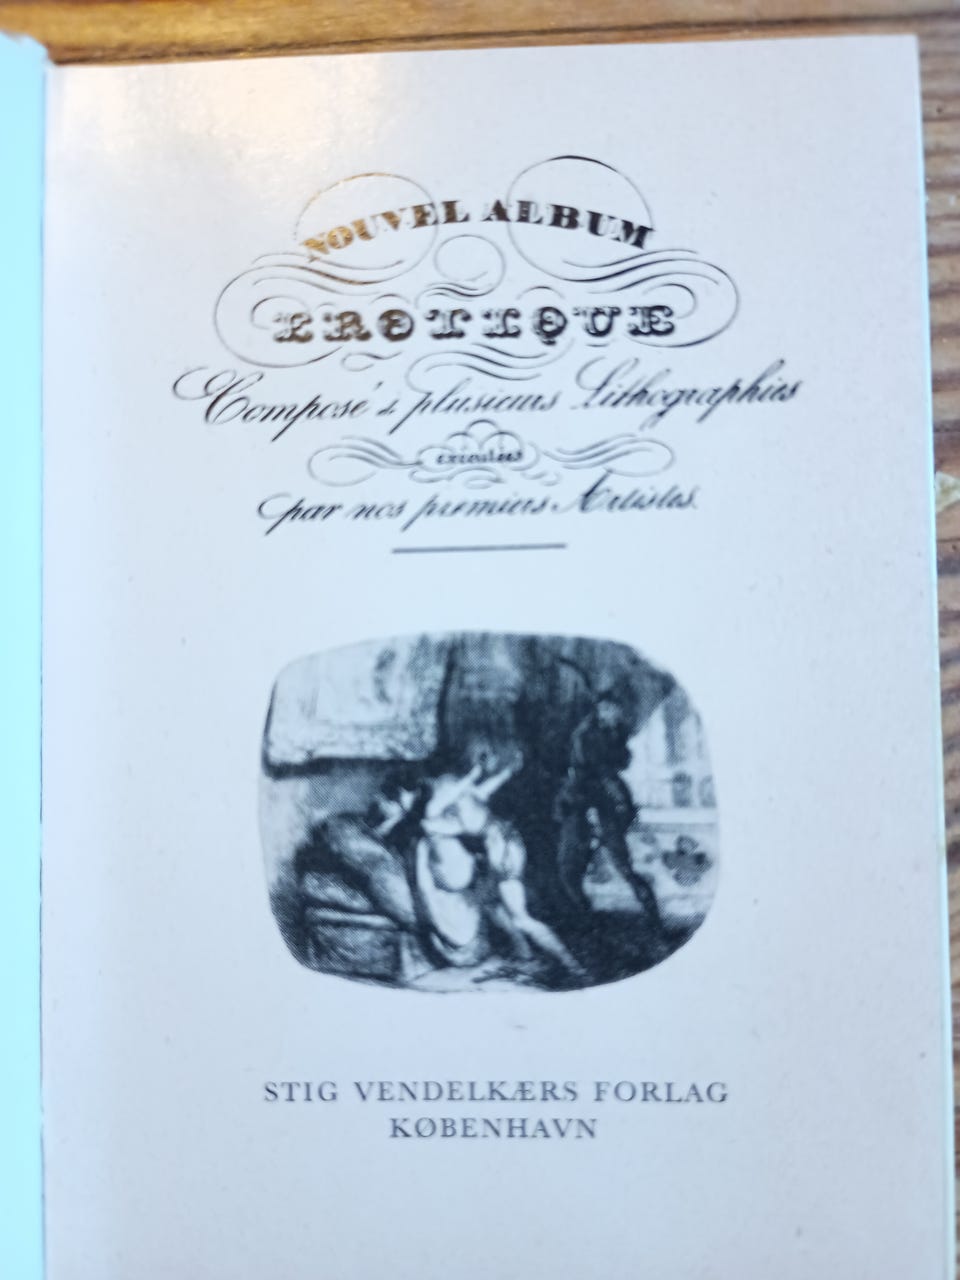 NOUVEL ALBUM
EROTIQUE
Composé de plusieurs Lithographies
exécutées
par nos premiers Artistes.
STIG VENDELKÆRS FORLAG
KØBENHAVN